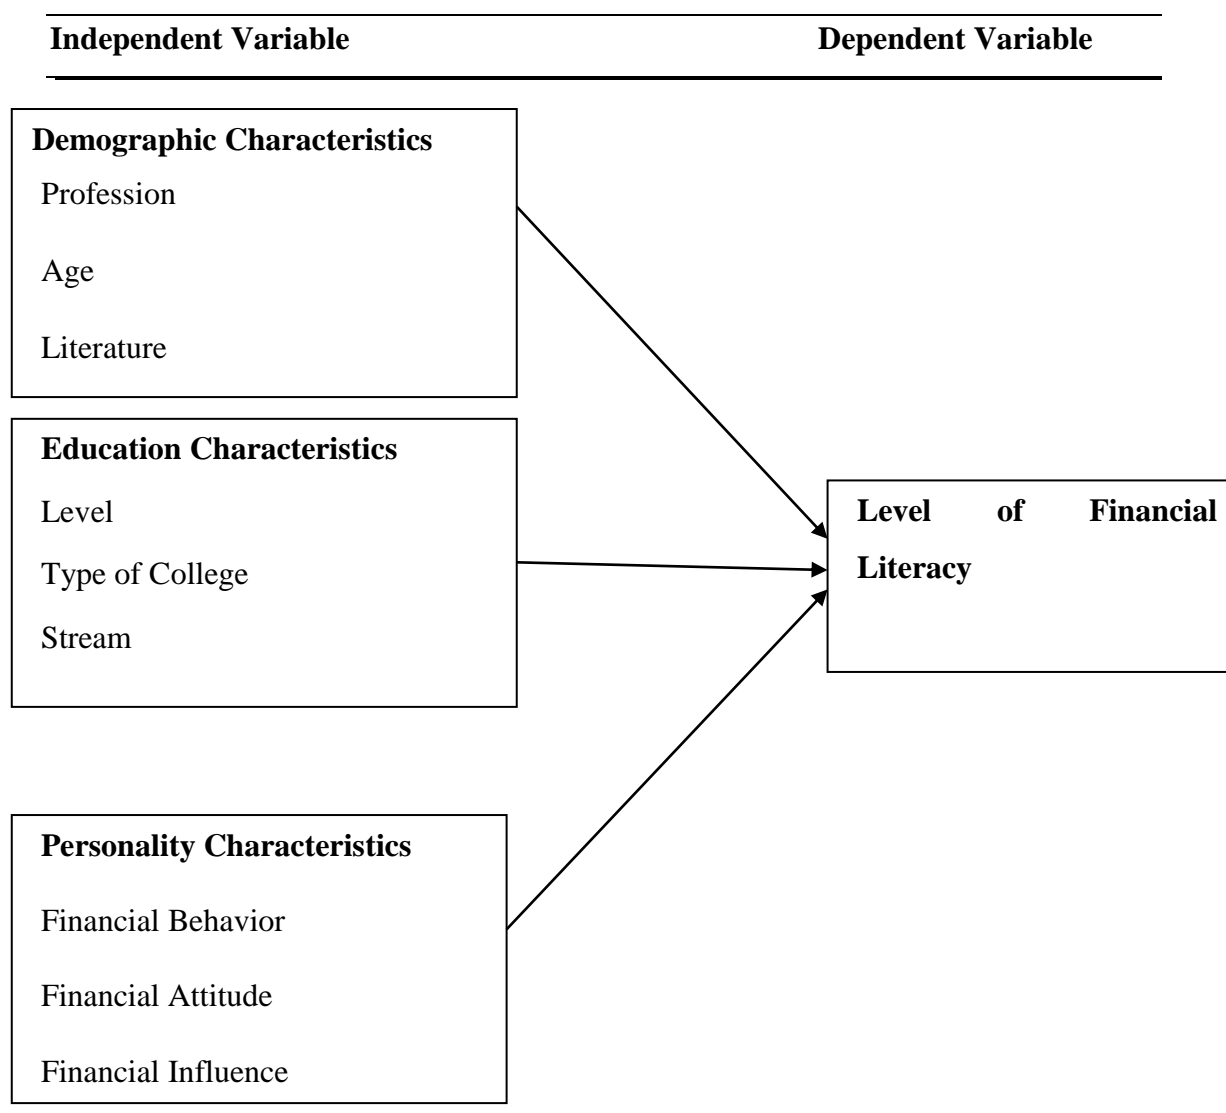 Independent Variable
Dependent Variable
Demographic Characteristics
Profession
Age
Literature
Education Characteristics
Level
Type of College
Stream
Level of Financial
Literacy
Personality Characteristics
Financial Behavior
Financial Attitude
Financial Influence